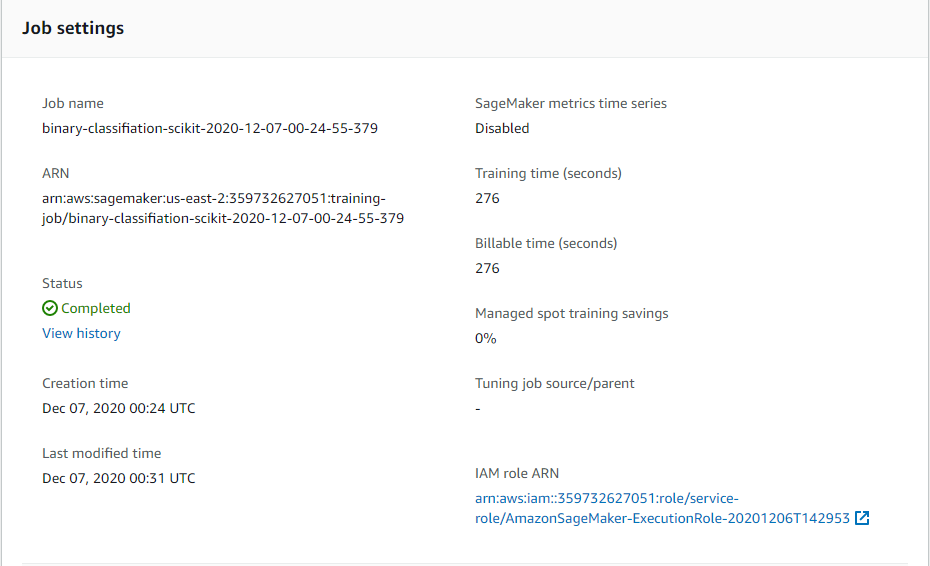 Job settings
Job name
binary-classifiation-scikit-2020-12-07-00-24-55-379
ARN
arn:aws:sagemaker:us-east-2:359732627051:training-
job/binary-classifiation-scikit-2020-12-07-00-24-55-379
Status
Completed
View history
Creation time
Dec 07, 2020 00:24 UTC
Last modified time
Dec 07, 2020 00:31 UTC
SageMaker metrics time series
Disabled
Training time (seconds)
276
Billable time (seconds)
276
Managed spot training savings
0%
Tuning job source/parent
-
IAM role ARN
arn:aws:iam::359732627051:role/service-
role/AmazonSageMaker-ExecutionRole-20201206T142953